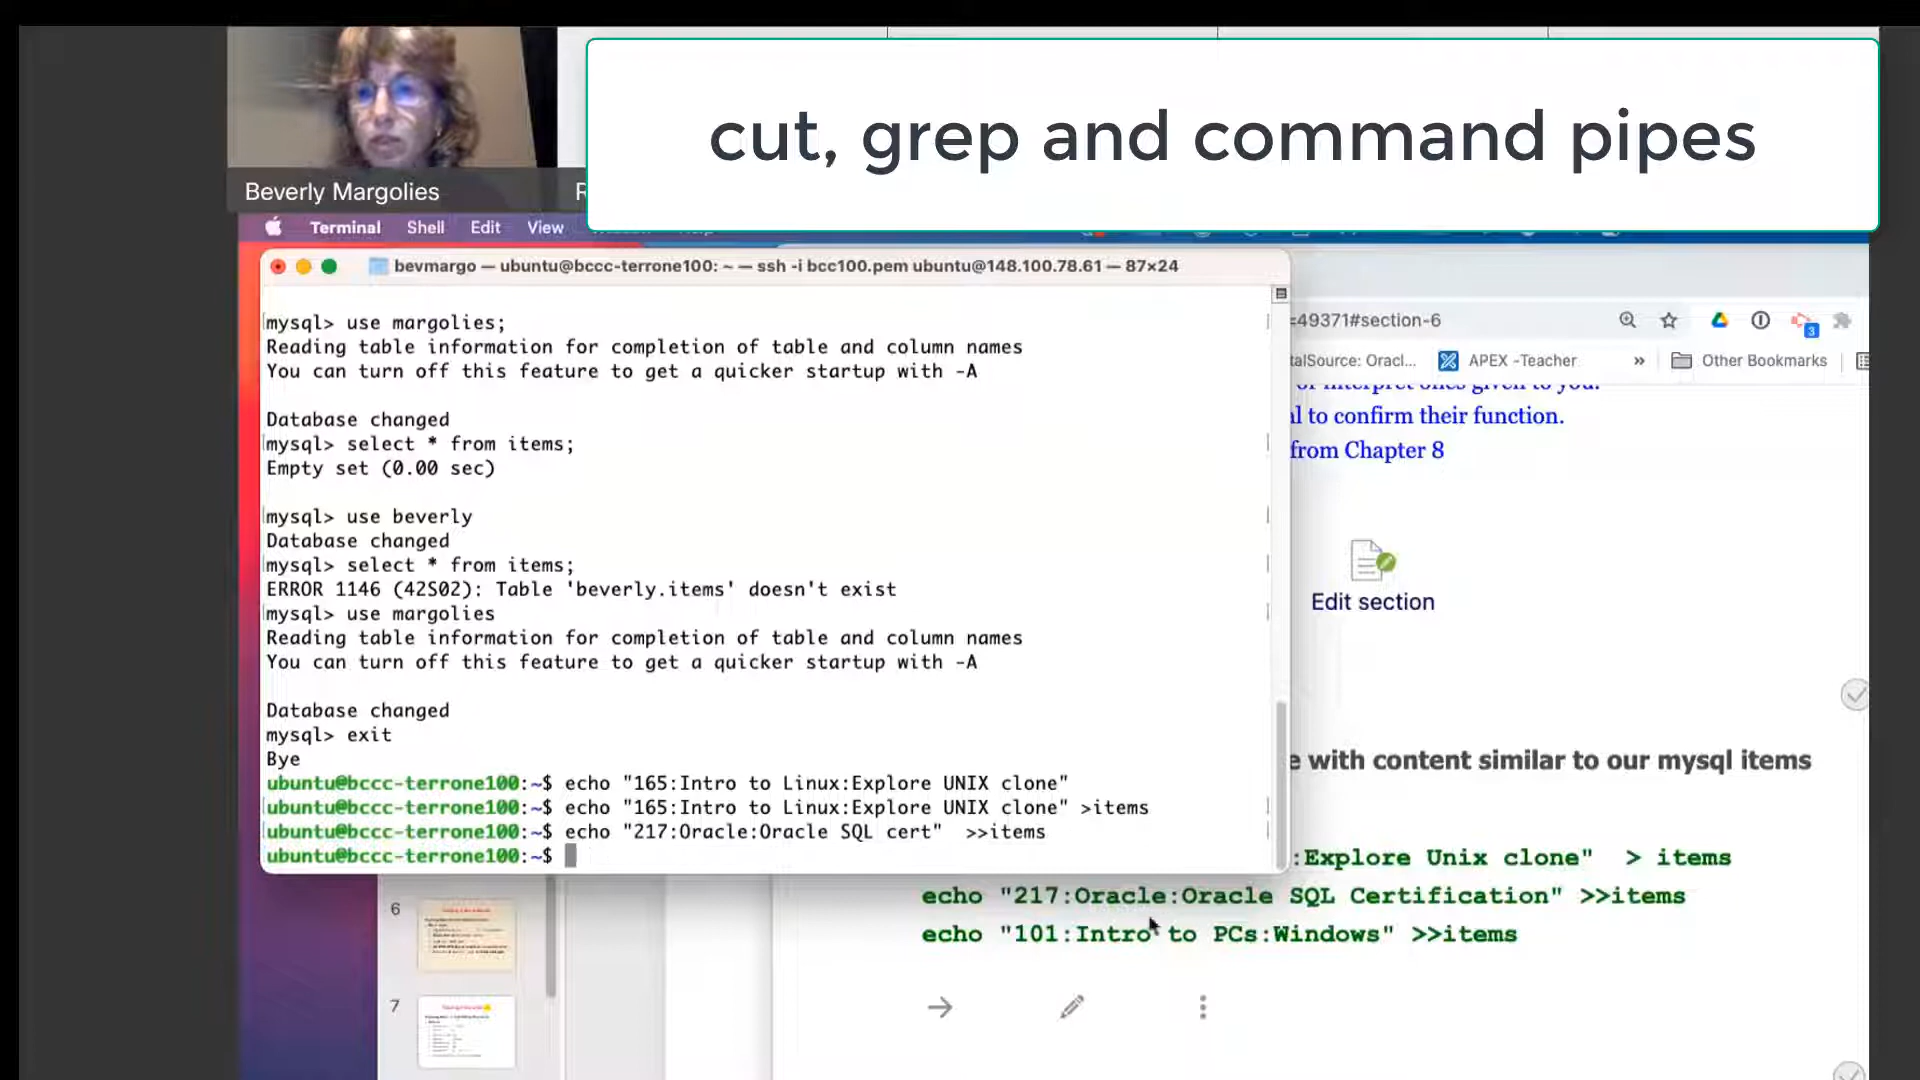 cut, grep and command pipes
Beverly Margolies
Terminal Shell Edit View
bevmargo — ubuntu@bccc-terrone100: ~ — ssh -i bcc100.pem ubuntu@148.100.78.61 — 87×24
mysql> use margolies;
Reading table information for completion of table and column names
You can turn off this feature to get a quicker startup with -A
Database changed
mysql> select * from items;
Empty set (0.00 sec)
mysql> use beverly
Database changed
mysql> select * from items;
ERROR 1146 (42S02): Table 'beverly.items' doesn't exist
mysql> use margolies
Reading table information for completion of table and column names
You can turn off this feature to get a quicker startup with -A
Database changed
mysql> exit
Bye
ubuntu@bccc-terrone100:~$ echo "165:Intro to Linux:Explore UNIX clone"
ubuntu@bccc-terrone100:~$ echo "165:Intro to Linux:Explore UNIX clone" >items
ubuntu@bccc-terrone100:~$ echo "217:Oracle:Oracle SQL cert" >>items
ubuntu@bccc-terrone100:~$
=49371#section-6
3
talSource: Oracl... APEX -Teacher » Other Bookmarks
or interpret ones given to you.
al to confirm their function.
from Chapter 8
Edit section
e with content similar to our mysql items
:Explore Unix clone" > items
echo "217:Oracle:Oracle SQL Certification" >>items
echo "101:Intro to PCs:Windows" >>items
6
7